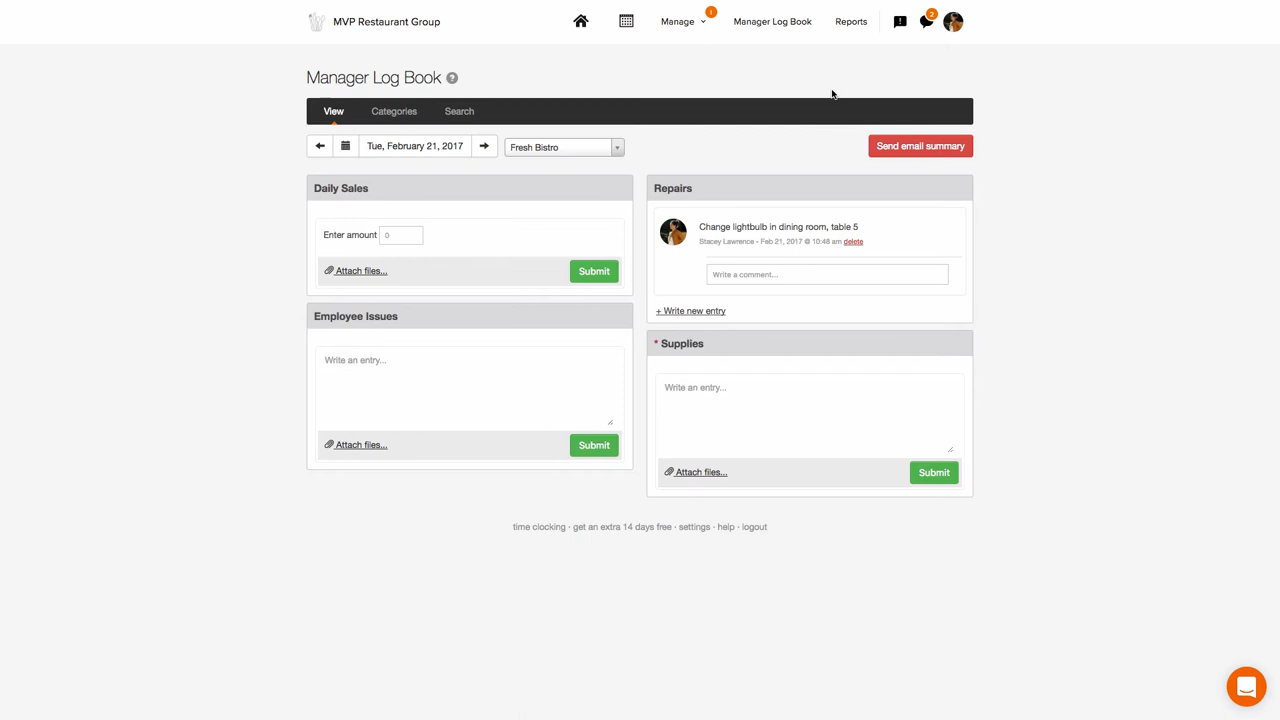 MVP Restaurant Group
Manage
!
Manager Log Book
Reports
2
Manager Log Book ?
View
Categories
Search
Tue, February 21, 2017
Fresh Bistro
Send email summary
Daily Sales
Enter amount 0
Attach files...
Submit
Employee Issues
Write an entry...
Attach files...
Submit
Repairs
Change lightbulb in dining room, table 5
Stacey Lawrence - Feb 21, 2017 @ 10:48 am delete
Write a comment...
+ Write new entry
* Supplies
Write an entry...
Attach files...
Submit
time clocking · get an extra 14 days free · settings · help · logout